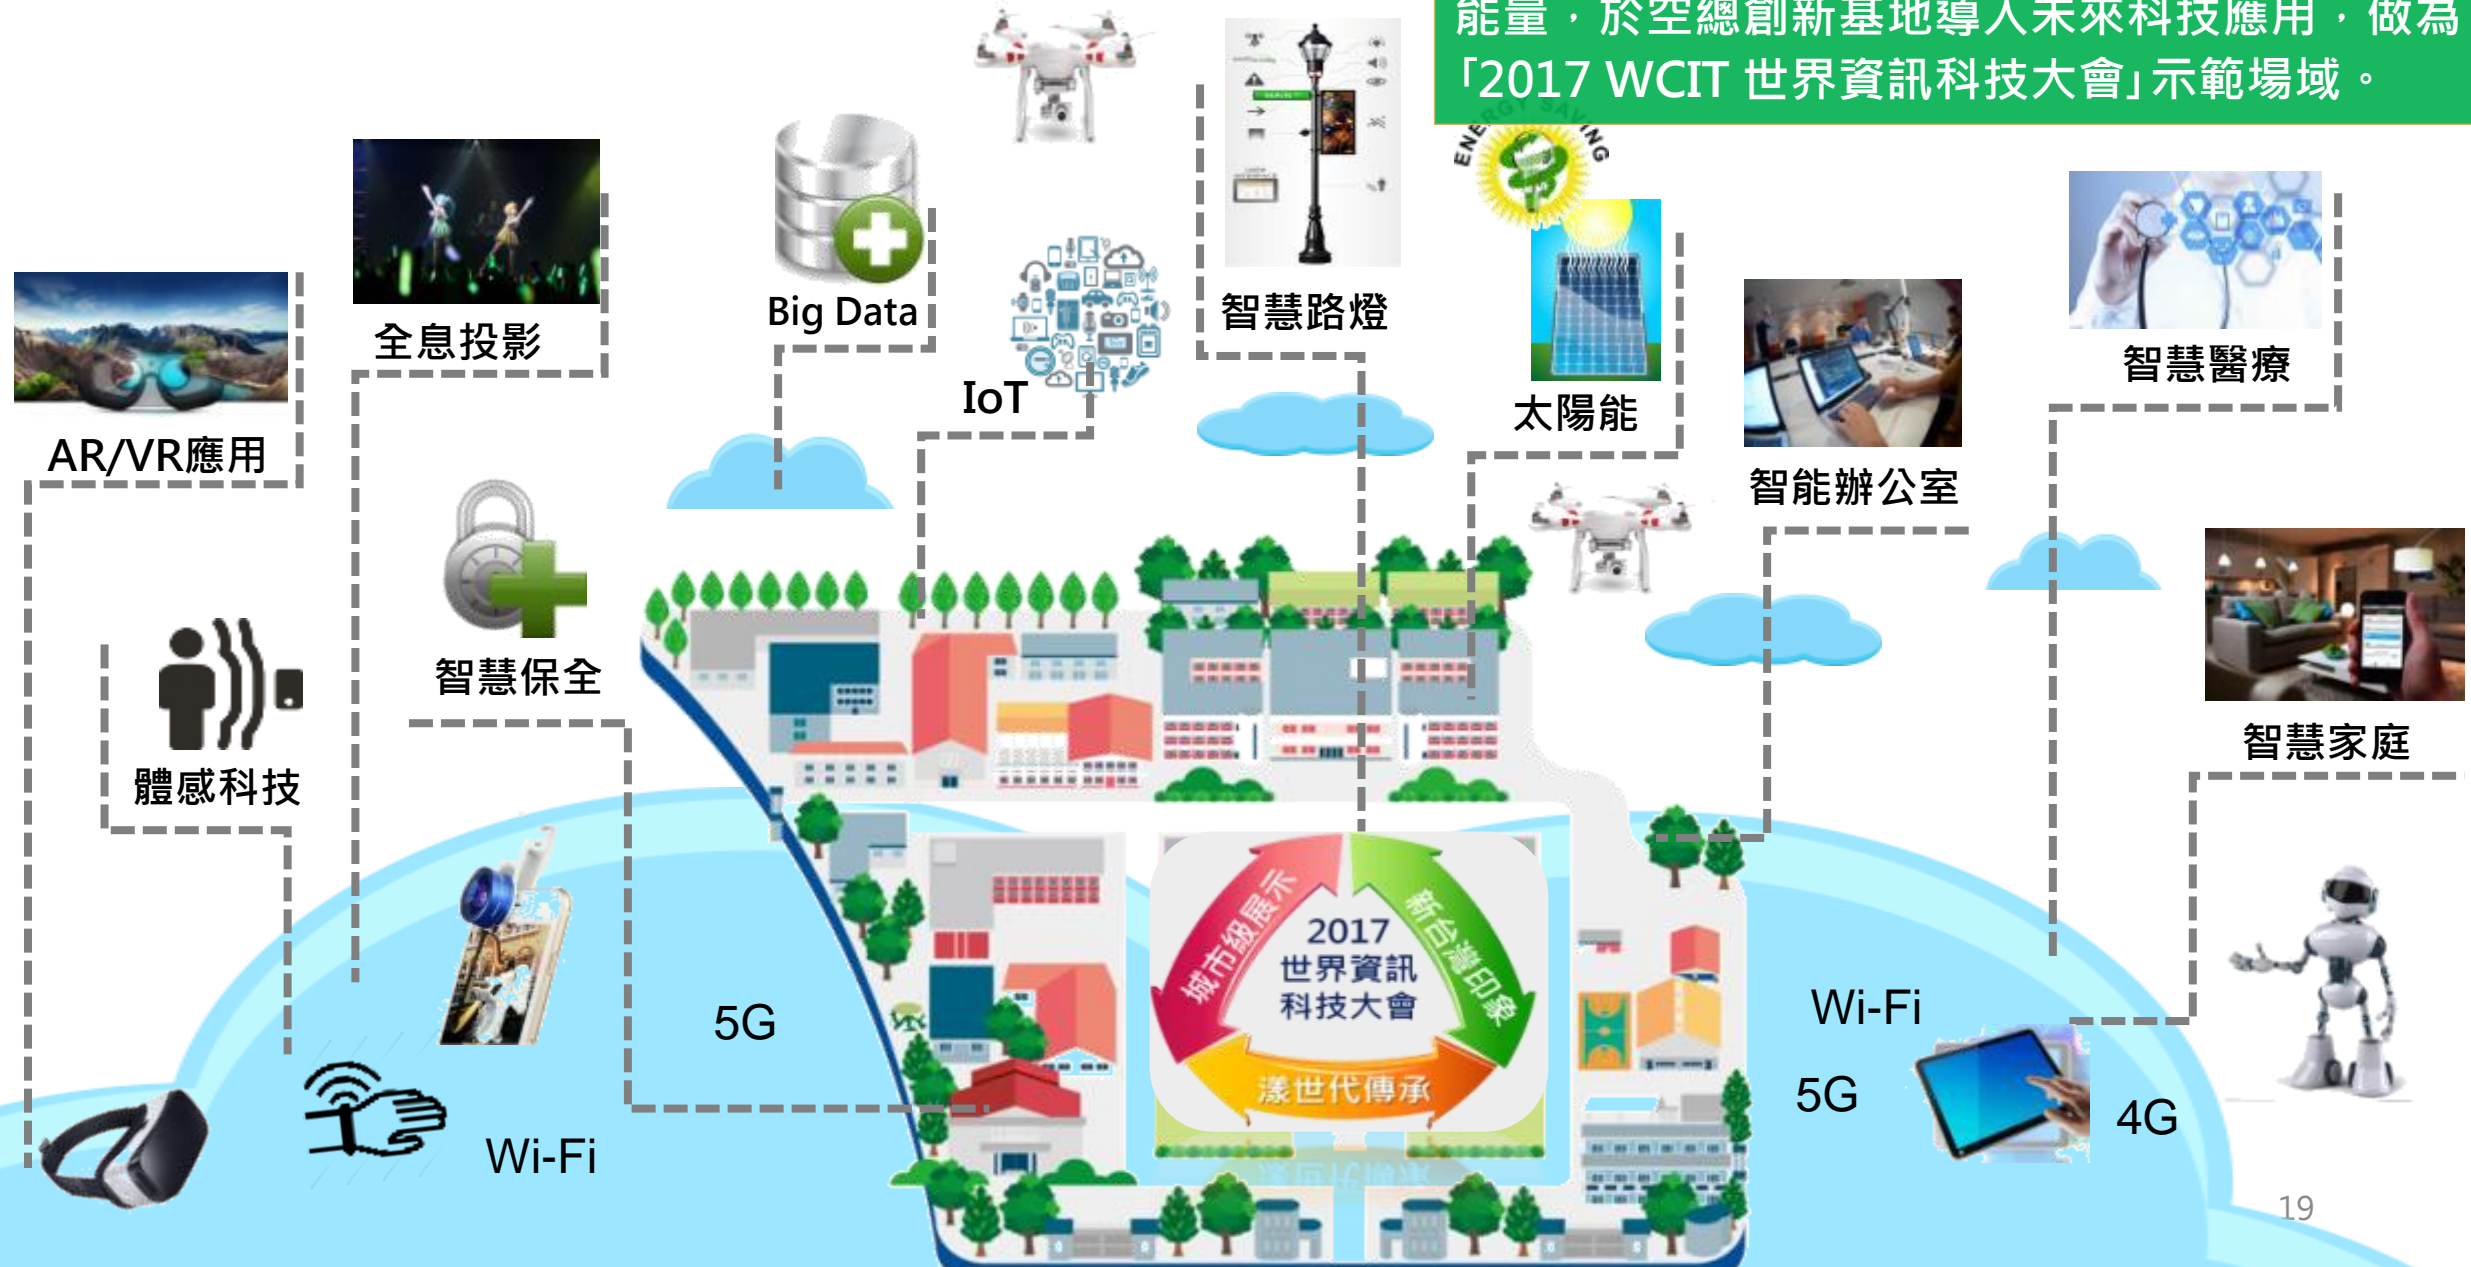 能量，於空總創新基地導入未來科技應用，做為
「2017 WCIT 世界資訊科技大會」示範場域。
ENERGY SAVING
全息投影
Big Data
智慧路燈
IoT
太陽能
智慧醫療
AR/VR應用
智能辦公室
智慧保全
智慧家庭
體感科技
城市級展示
新台灣印象
2017
世界資訊
科技大會
漾世代傳承
5G
Wi-Fi
Wi-Fi
5G
4G
19